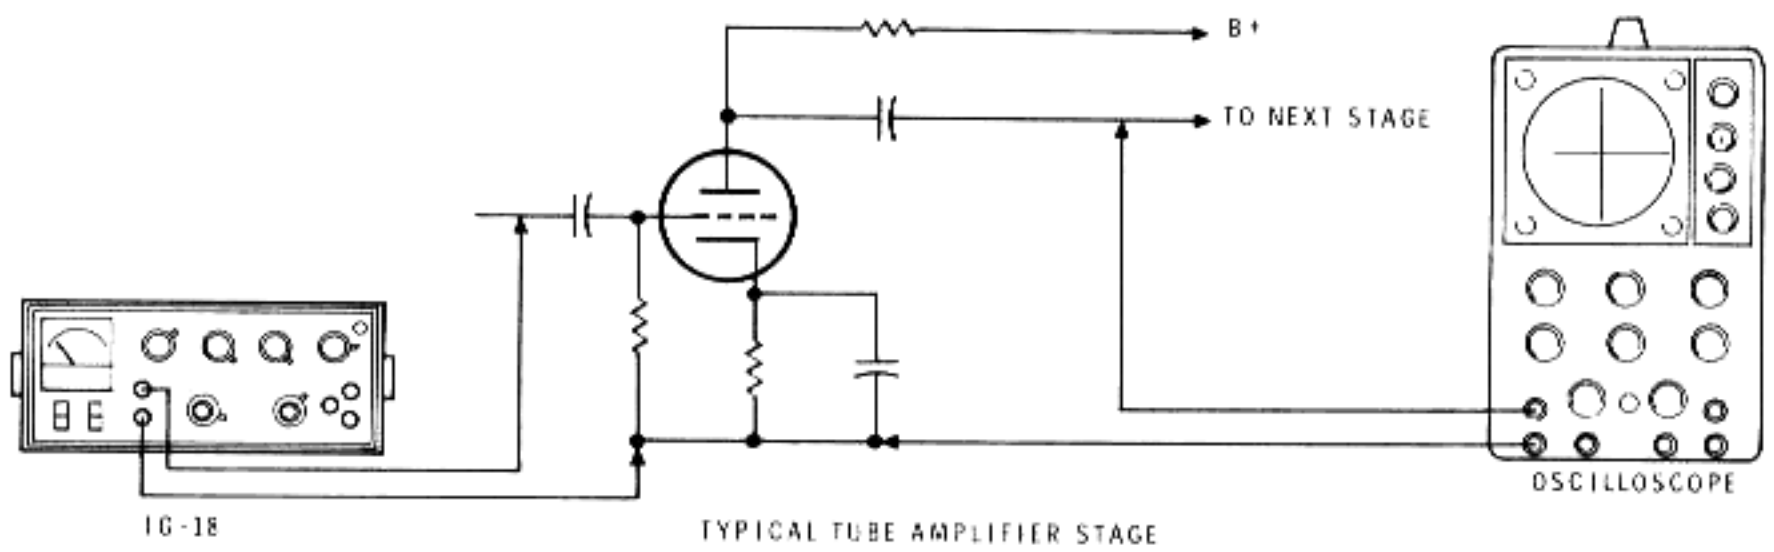 B+
TO NEXT STAGE
OSCILLOSCOPE
IG-18
TYPICAL TUBE AMPLIFIER STAGE